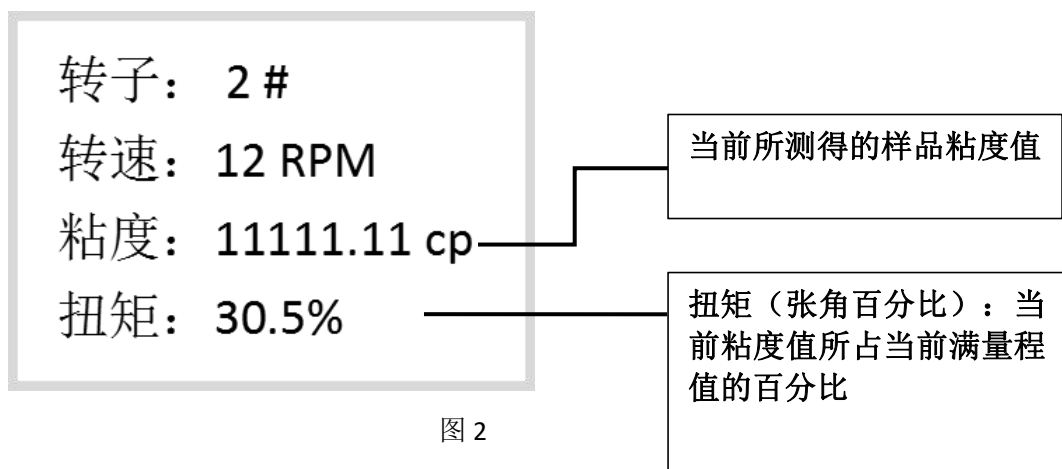 转子： 2 #
转速：12 RPM
粘度：11111.11 cp
扭矩：30.5%
当前所测得的样品粘度值
扭矩（张角百分比）：当
前粘度值所占当前满量程
值的百分比
图 2